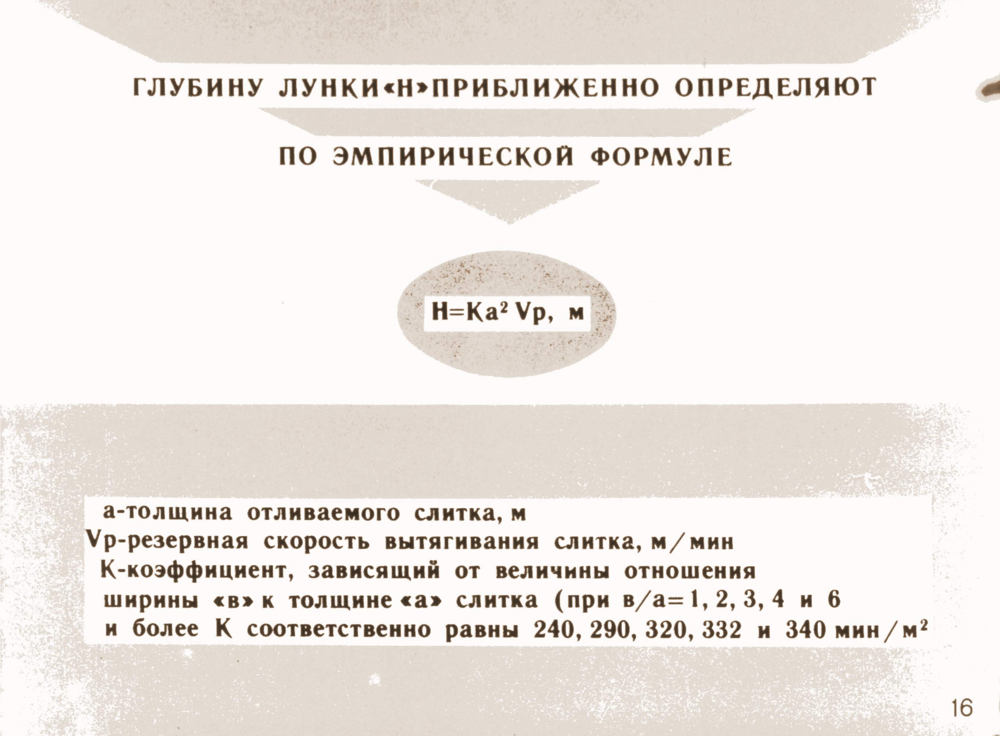 ГЛУБИНУ ЛУНКИ «Н» ПРИБЛИЖЕННО ОПРЕДЕЛЯЮТ
ПО ЭМПИРИЧЕСКОЙ ФОРМУЛЕ
Н=Ка² Vр, м
а-толщина отливаемого слитка, м
Vр-резервная скорость вытягивания слитка, м/мин
К-коэффициент, зависящий от величины отношения
ширины «в» к толщине «а» слитка (при в/а=1, 2, 3, 4 и 6
и более К соответственно равны 240, 290, 320, 332 и 340 мин/м²
16